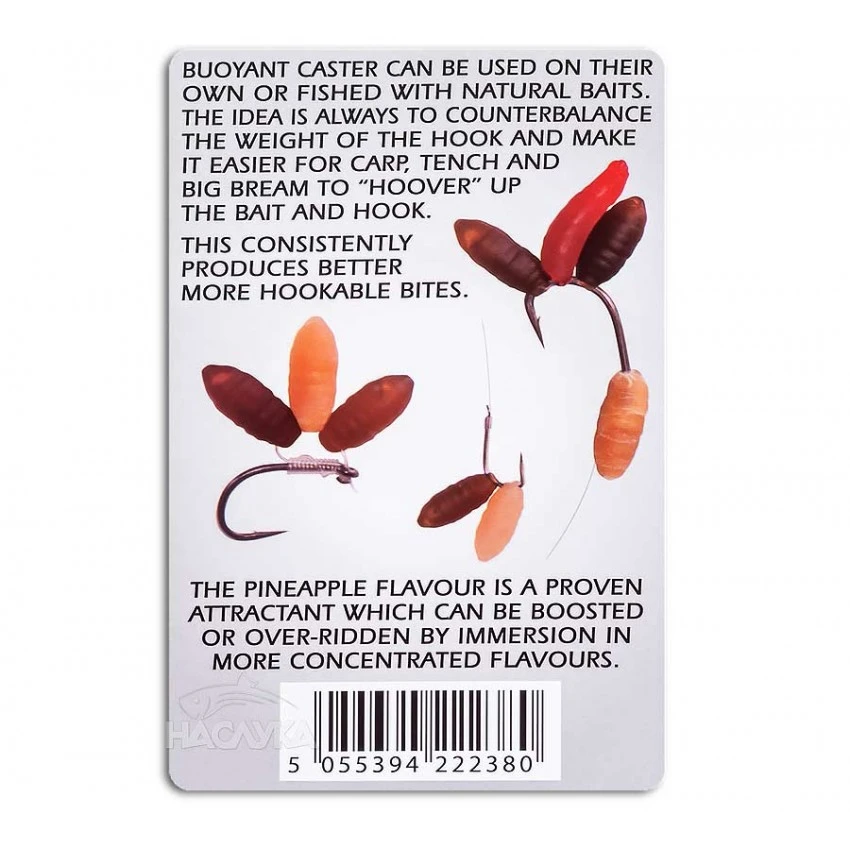 BUOYANT CASTER CAN BE USED ON THEIR
OWN OR FISHED WITH NATURAL BAITS.
THE IDEA IS ALWAYS TO COUNTERBALANCE
THE WEIGHT OF THE HOOK AND MAKE
IT EASIER FOR CARP, TENCH AND
BIG BREAM TO “HOOVER” UP
THE BAIT AND HOOK.
THIS CONSISTENTLY
PRODUCES BETTER
MORE HOOKABLE BITES.
THE PINEAPPLE FLAVOUR IS A PROVEN
ATTRACTANT WHICH CAN BE BOOSTED
OR OVER-RIDDEN BY IMMERSION IN
MORE CONCENTRATED FLAVOURS.
НАСЛУКА
5 055394 222380